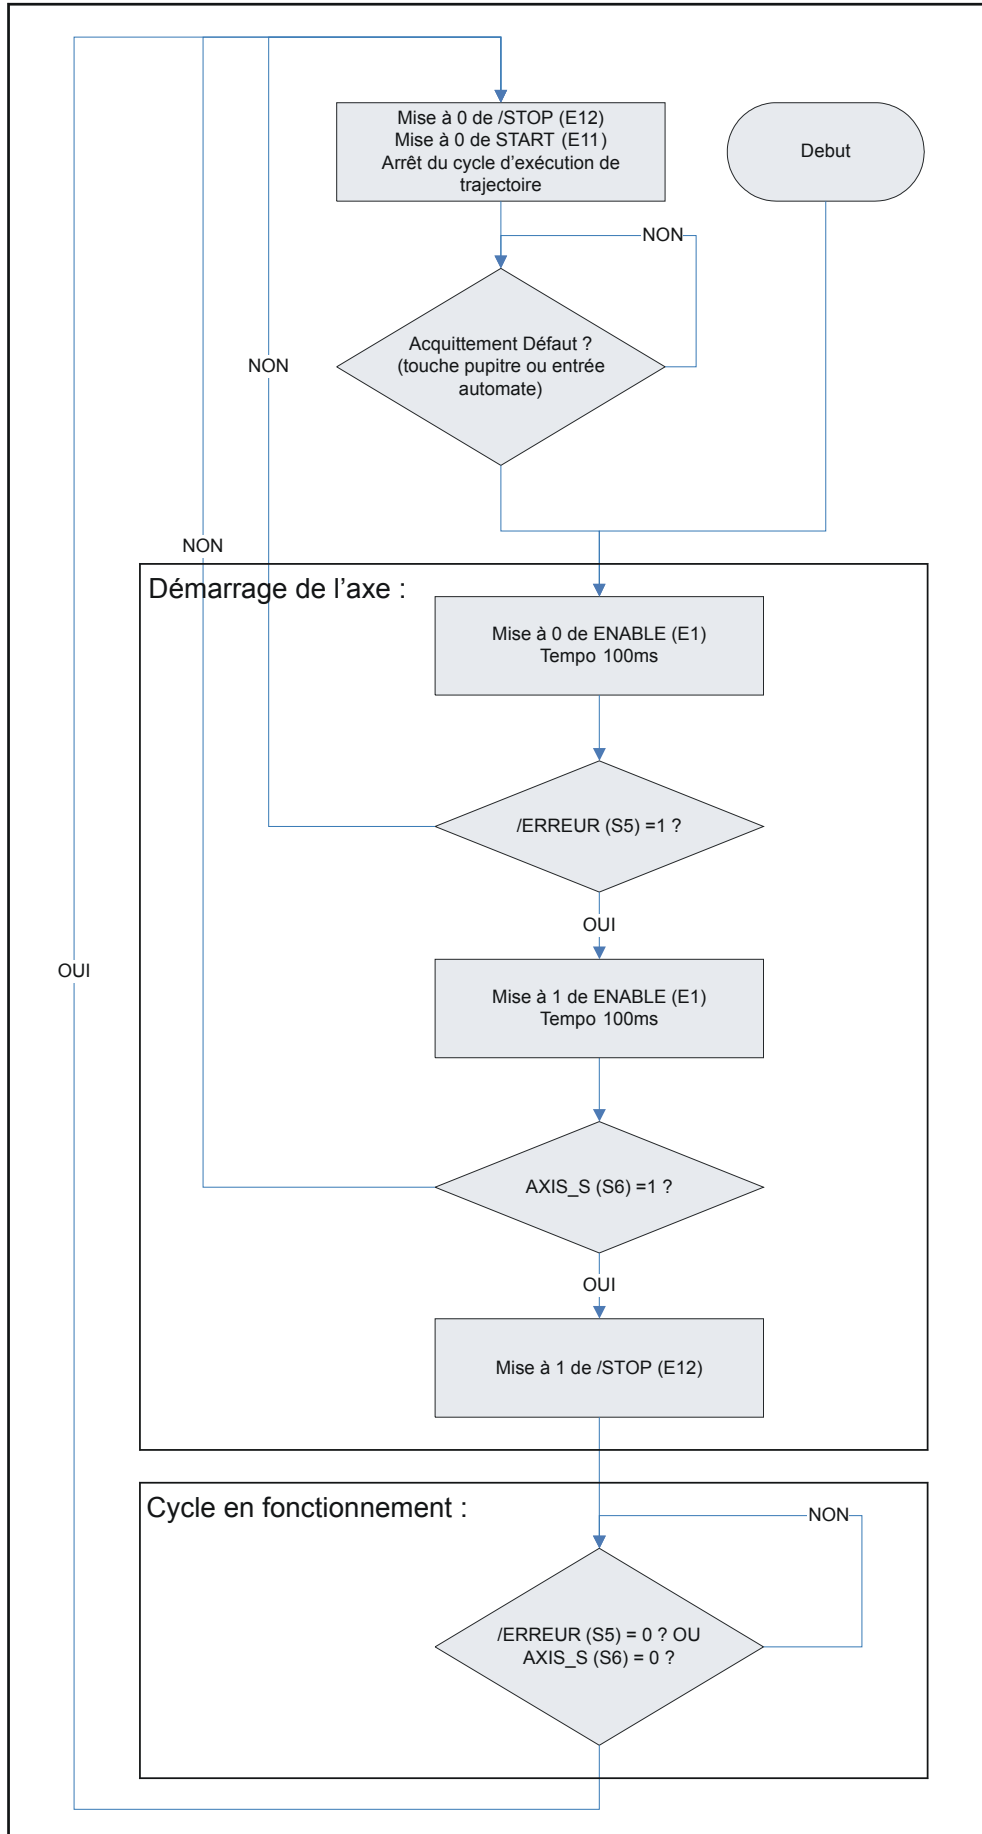 Mise à 0 de /STOP (E12)
Mise à 0 de START (E11)
Arrêt du cycle d'exécution de
trajectoire
Debut
NON
Acquittement Défaut ?
(touche pupitre ou entrée
automate)
NON
NON
Démarrage de l'axe :
Mise à 0 de ENABLE (E1)
Tempo 100ms
/ERREUR (S5) =1 ?
OUI
OUI
Mise à 1 de ENABLE (E1)
Tempo 100ms
AXIS_S (S6) =1 ?
OUI
Mise à 1 de /STOP (E12)
Cycle en fonctionnement :
NON
/ERREUR (S5) = 0 ? OU
AXIS_S (S6) = 0 ?